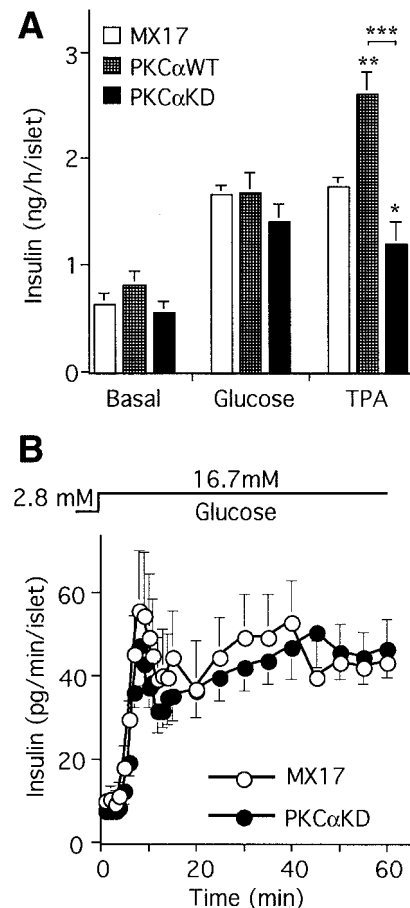 A
MX17
PKCαWT
PKCαKD
***
**
*
Insulin (ng/h/islet)
3
2
1
0
Basal Glucose TPA
B
16.7mM
2.8 mM
Glucose
Insulin (pg/min/islet)
60
40
20
0
MX17
PKCαKD
0 20 40 60
Time (min)